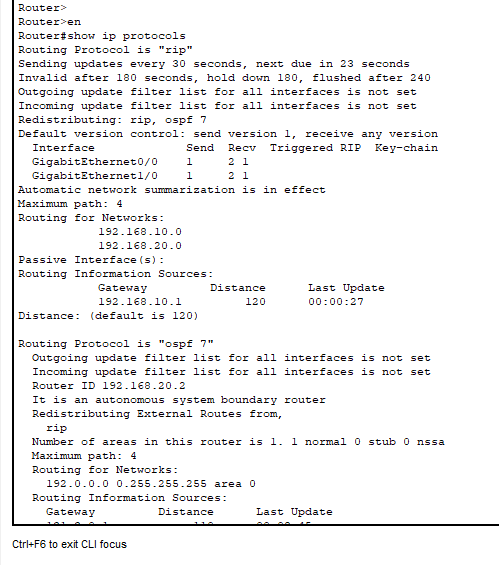 Router>
Router>en
Router#show ip protocols
Routing Protocol is "rip"
Sending updates every 30 seconds, next due in 23 seconds
Invalid after 180 seconds, hold down 180, flushed after 240
Outgoing update filter list for all interfaces is not set
Incoming update filter list for all interfaces is not set
Redistributing: rip, ospf 7
Default version control: send version 1, receive any version
  Interface             Send  Recv  Triggered RIP  Key-chain
  GigabitEthernet0/0    1     2 1
  GigabitEthernet1/0    1     2 1
Automatic network summarization is in effect
Maximum path: 4
Routing for Networks:
            192.168.10.0
            192.168.20.0
Passive Interface(s):
Routing Information Sources:
            Gateway         Distance      Last Update
            192.168.10.1         120      00:00:27
Distance: (default is 120)

Routing Protocol is "ospf 7"
  Outgoing update filter list for all interfaces is not set
  Incoming update filter list for all interfaces is not set
  Router ID 192.168.20.2
  It is an autonomous system boundary router
  Redistributing External Routes from,
    rip
  Number of areas in this router is 1. 1 normal 0 stub 0 nssa
  Maximum path: 4
  Routing for Networks:
    192.0.0.0 0.255.255.255 area 0
  Routing Information Sources:
    Gateway         Distance      Last Update
Ctrl+F6 to exit CLI focus